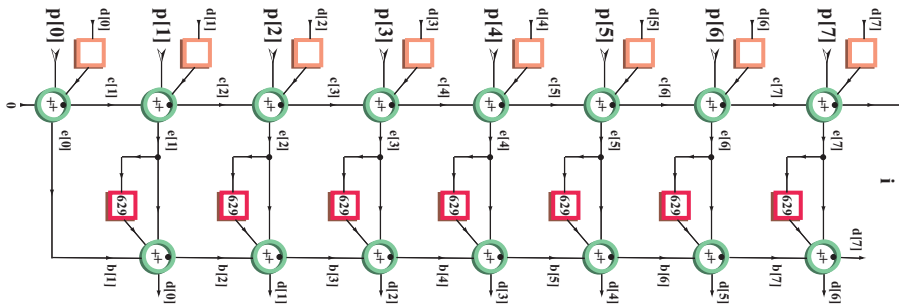 d[0] d[1] d[2] d[3] d[4] d[5] d[6] d[7]
p[0] p[1] p[2] p[3] p[4] p[5] p[6] p[7]
c[1] c[2] c[3] c[4] c[5] c[6] c[7]
0 ++ ++ ++ ++ ++ ++ ++ ++
e[0] e[1] e[2] e[3] e[4] e[5] e[6] e[7]
i
629 629 629 629 629 629 629
d[7]
++ ++ ++ ++ ++ ++ ++
b[1] b[2] b[3] b[4] b[5] b[6] b[7]
d[0] d[1] d[2] d[3] d[4] d[5] d[6]